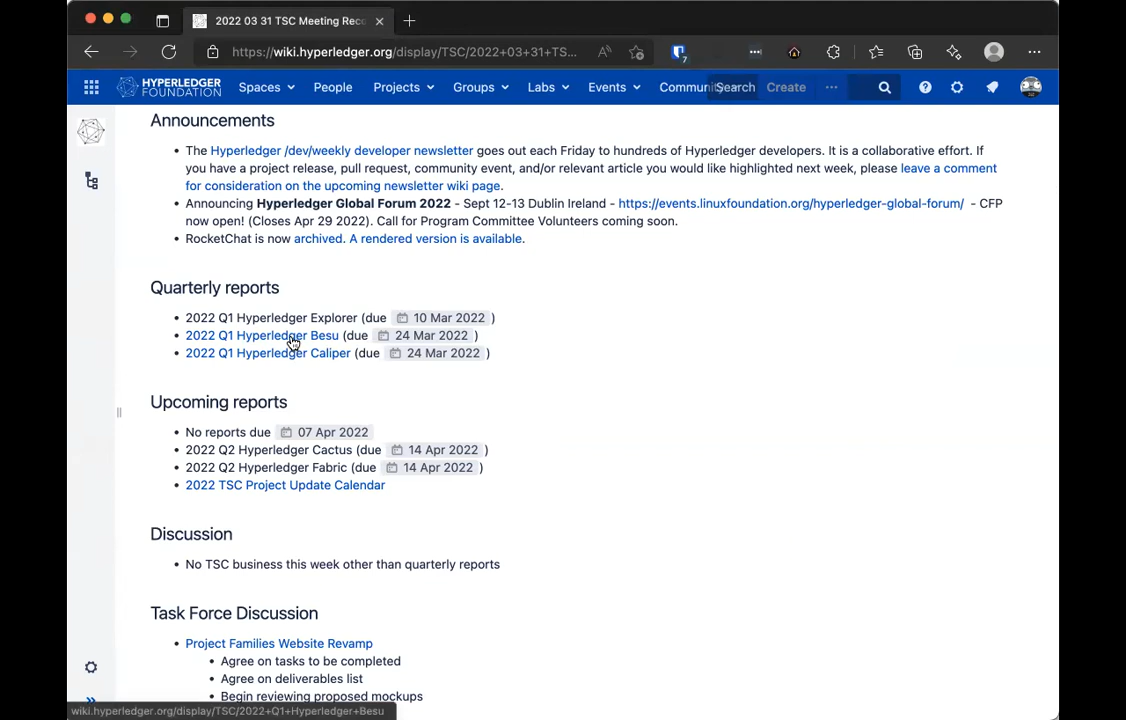 2022 03 31 TSC Meeting Reco
https://wiki.hyperledger.org/display/TSC/2022+03+31+TS...
7
HYPERLEDGER
FOUNDATION
Spaces
People
Projects
Groups
Labs
Events
Search
Create
Announcements
The Hyperledger /dev/weekly developer newsletter goes out each Friday to hundreds of Hyperledger developers. It is a collaborative effort. If
you have a project release, pull request, community event, and/or relevant article you would like highlighted next week, please leave a comment
for consideration on the upcoming newsletter wiki page.
Announcing Hyperledger Global Forum 2022 - Sept 12-13 Dublin Ireland - https://events.linuxfoundation.org/hyperledger-global-forum/ - CFP
now open! (Closes Apr 29 2022). Call for Program Committee Volunteers coming soon.
RocketChat is now archived. A rendered version is available.
Quarterly reports
2022 Q1 Hyperledger Explorer (due 10 Mar 2022 )
2022 Q1 Hyperledger Besu (due 24 Mar 2022 )
2022 Q1 Hyperledger Caliper (due 24 Mar 2022 )
Upcoming reports
No reports due 07 Apr 2022
2022 Q2 Hyperledger Cactus (due 14 Apr 2022 )
2022 Q2 Hyperledger Fabric (due 14 Apr 2022 )
2022 TSC Project Update Calendar
Discussion
No TSC business this week other than quarterly reports
Task Force Discussion
Project Families Website Revamp
Agree on tasks to be completed
Agree on deliverables list
Begin reviewing proposed mockups
wiki.hyperledger.org/display/TSC/2022+Q1+Hyperledger+Besu